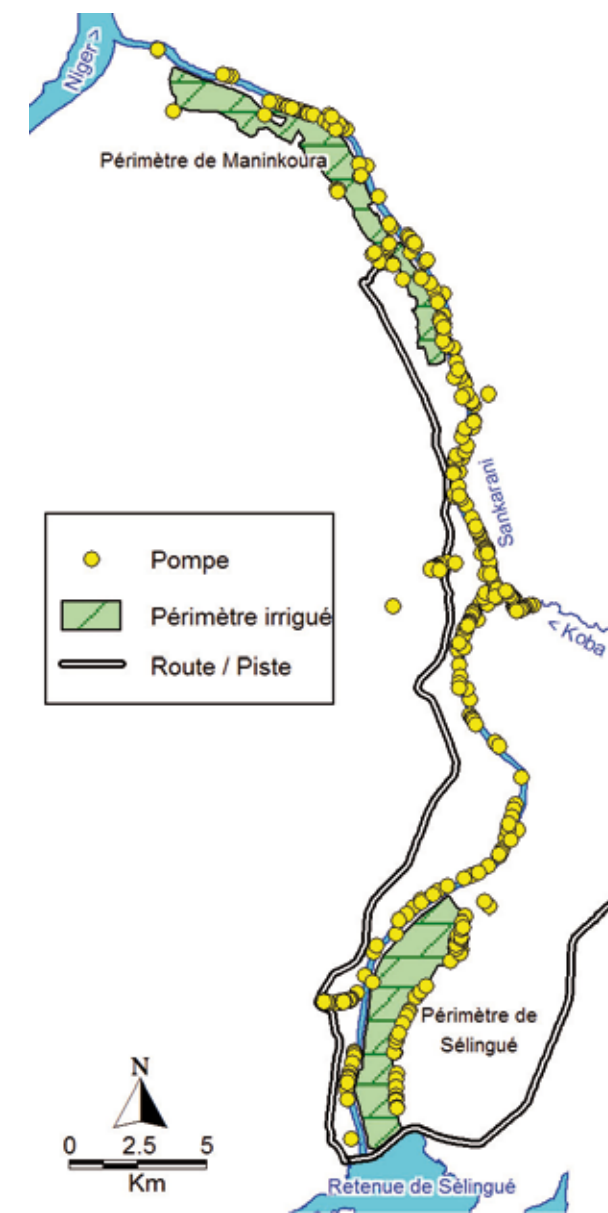 Niger >
Périmètre de Maninkoura
Sankarani
Pompe
Périmètre irrigué
Route / Piste
< Koba
Périmètre de
Sélingué
N
0 2.5 5
Km
Retenue de Sélingué